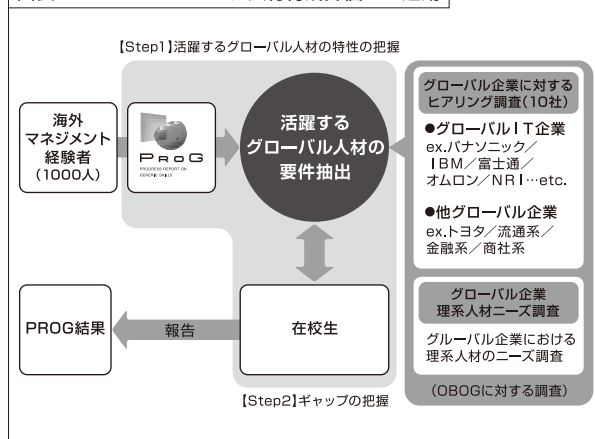 【Step1】活躍するグローバル人材の特性の把握
海外
マネジメント
経験者
(1000人)
PROG
PROGRESS REPORT ON
GENERIC SKILLS
活躍する
グローバル人材の
要件抽出
グローバル企業に対する
ヒアリング調査(10社)
●グローバルIT企業
ex.パナソニック/
IBM/富士通/
オムロン/NRI…etc.
●他グローバル企業
ex.トヨタ/流通系/
金融系/商社系
グローバル企業
理系人材ニーズ調査
グルーバル企業における
理系人材のニーズ調査
(OBOGに対する調査)
PROG結果
報告
在校生
【Step2】ギャップの把握